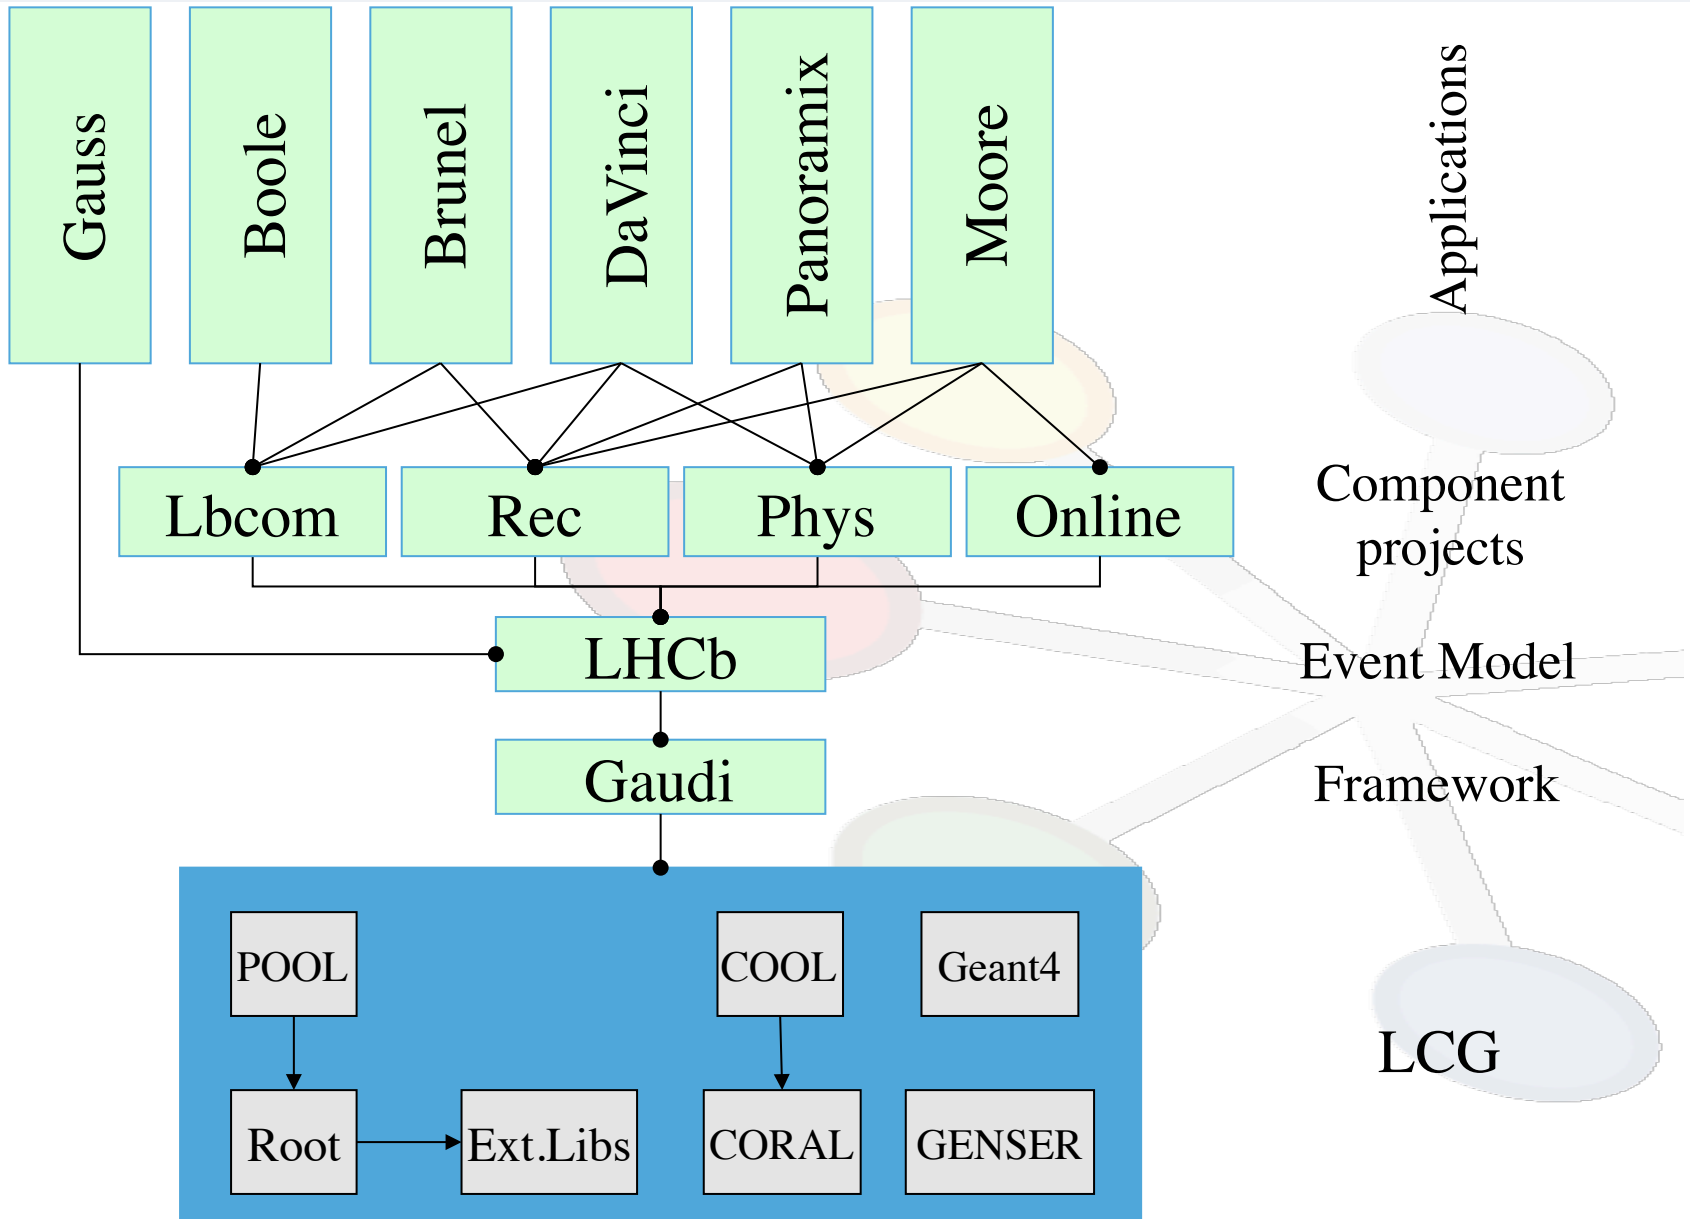 Gauss
Boole
Brunel
DaVinci
Panoramix
Moore
Applications
Lbcom
Rec
Phys
Online
Component
projects
LHCb
Event Model
Gaudi
Framework
POOL
COOL
Geant4
LCG
Root
Ext.Libs
CORAL
GENSER